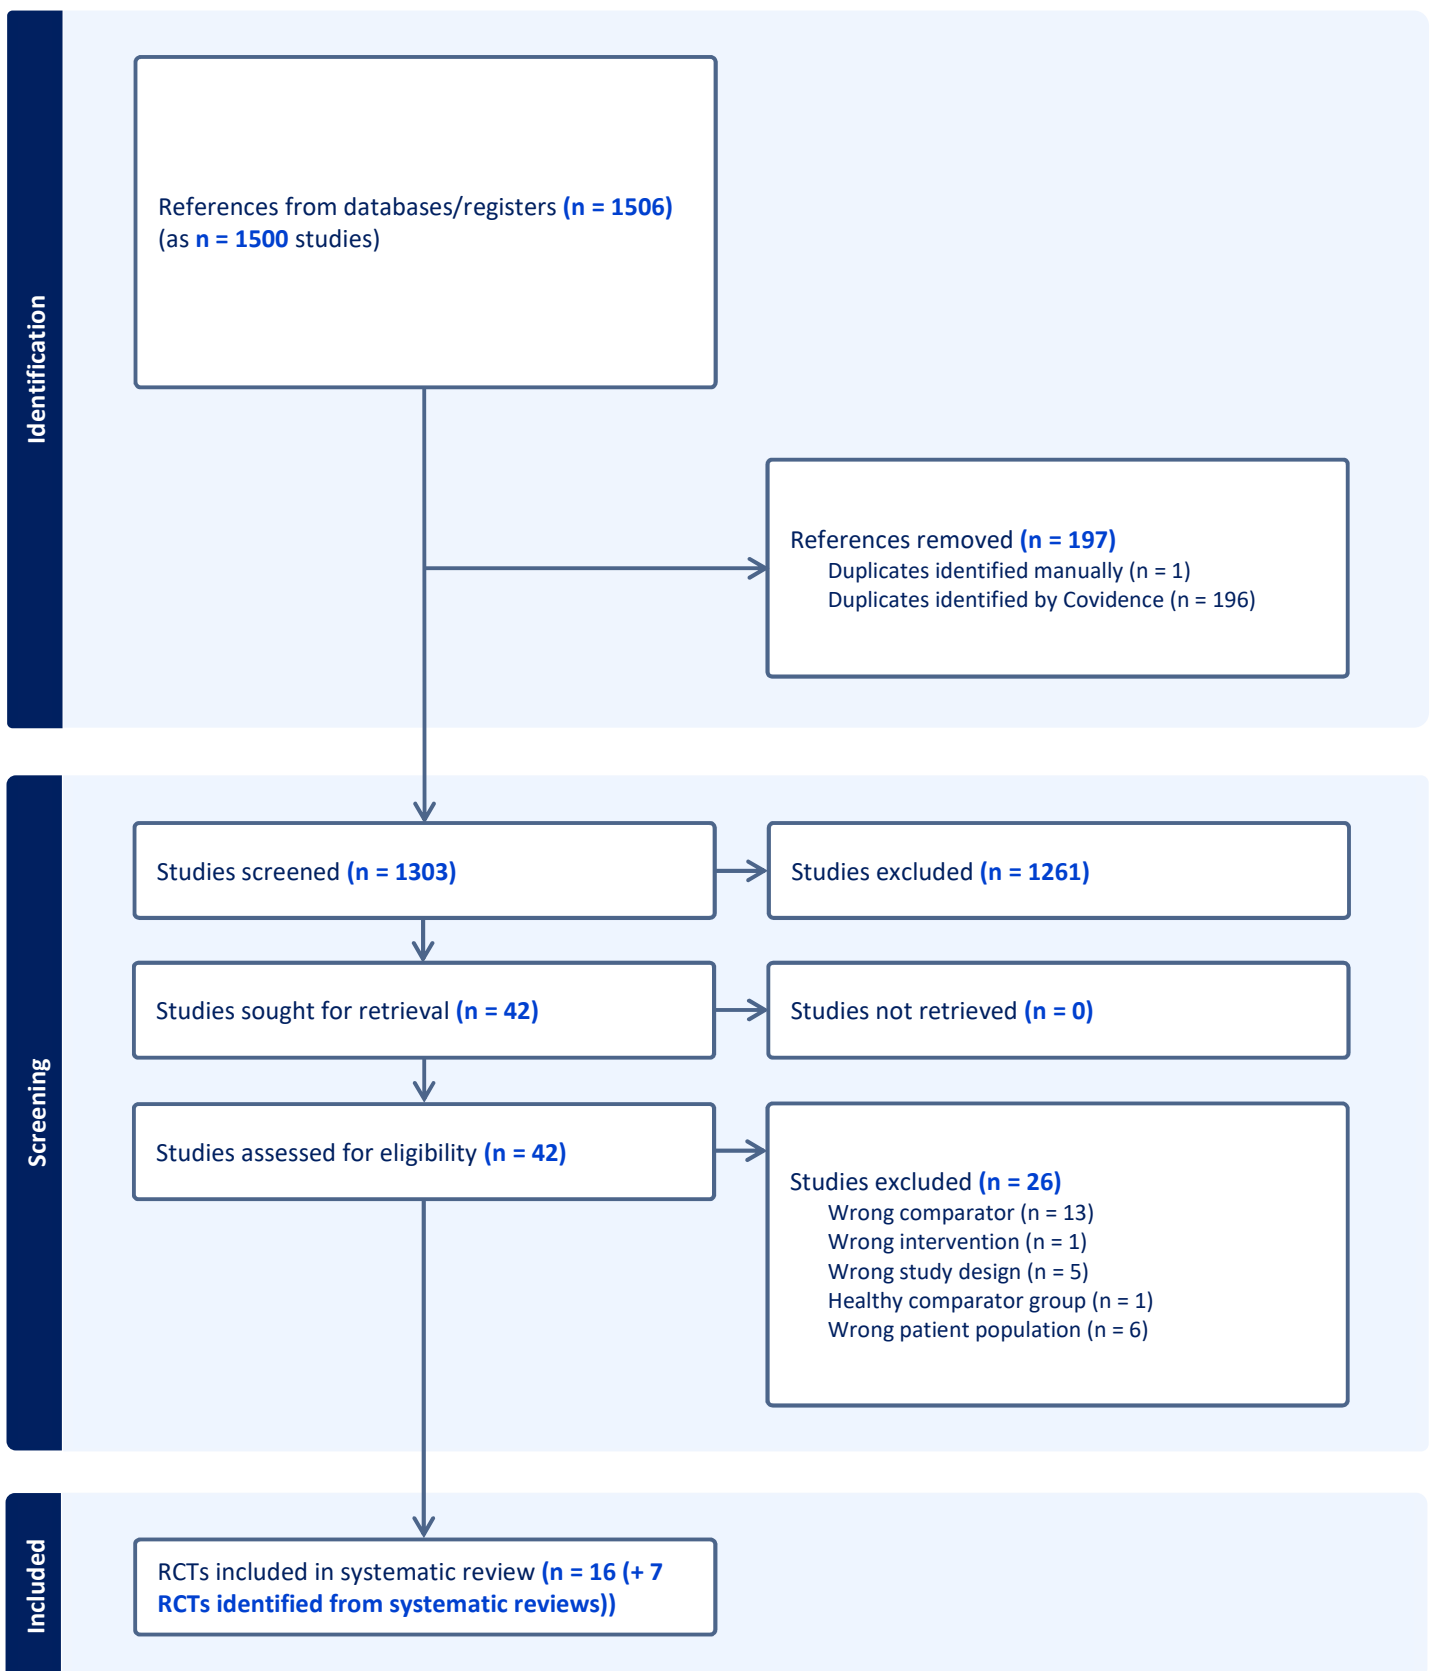 Identification
References from databases/registers (n = 1506)
(as n = 1500 studies)
References removed (n = 197)
Duplicates identified manually (n = 1)
Duplicates identified by Covidence (n = 196)
Screening
Studies screened (n = 1303)
Studies excluded (n = 1261)
Studies sought for retrieval (n = 42)
Studies not retrieved (n = 0)
Studies assessed for eligibility (n = 42)
Studies excluded (n = 26)
Wrong comparator (n = 13)
Wrong intervention (n = 1)
Wrong study design (n = 5)
Healthy comparator group (n = 1)
Wrong patient population (n = 6)
Included
RCTs included in systematic review (n = 16 (+ 7
RCTs identified from systematic reviews))